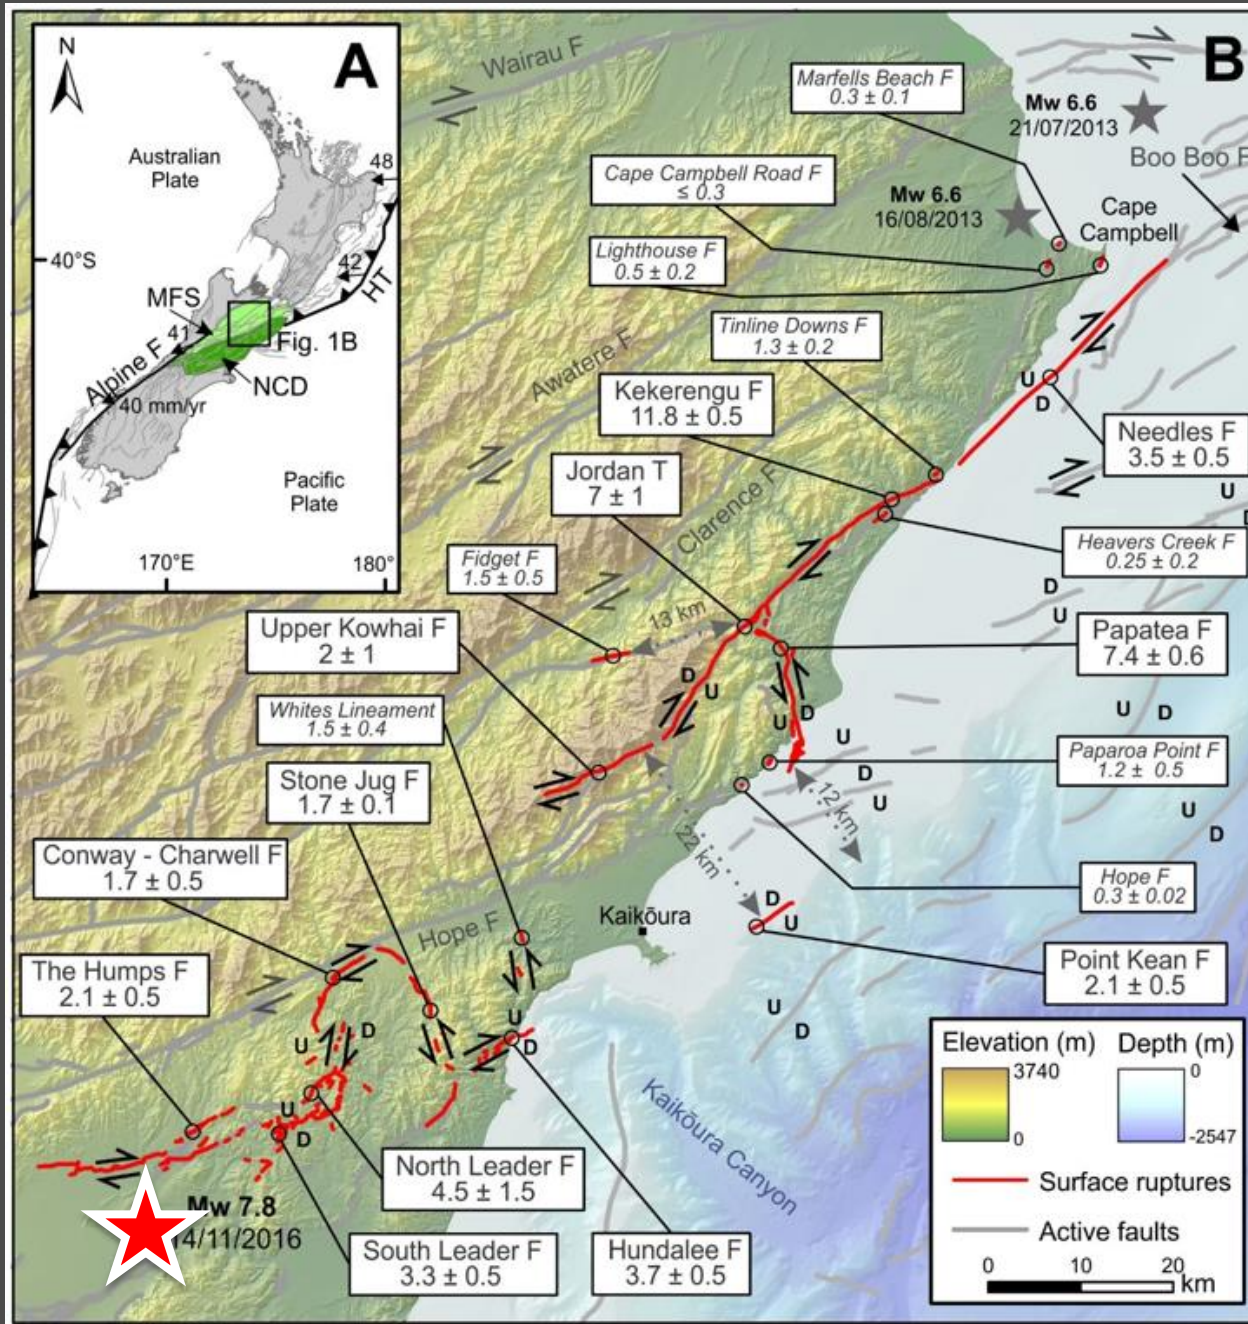 N
A
Australian
Plate
48
40°S
42
HT
MFS
41
Fig. 1B
Alpine F
NCD
40 mm/yr
Pacific
Plate
170°E
180°
B
Wairau F
Marfells Beach F
0.3 ± 0.1
Mw 6.6
21/07/2013
Boo Boo F
Cape Campbell Road F
≤ 0.3
Mw 6.6
16/08/2013
Cape
Campbell
Lighthouse F
0.5 ± 0.2
Tinline Downs F
1.3 ± 0.2
Awatere F
Kekerengu F
11.8 ± 0.5
U
D
Needles F
3.5 ± 0.5
Jordan T
7 ± 1
Clarence F
U
Heavers Creek F
0.25 ± 0.2
Fidget F
1.5 ± 0.5
D
U
13 km
Upper Kowhai F
2 ± 1
Papatea F
7.4 ± 0.6
D
U
Whites Lineament
1.5 ± 0.4
D
U
U D
U
D
Paparoa Point F
1.2 ± 0.5
Stone Jug F
1.7 ± 0.1
12 km
U
U
D
22 km
Conway - Charwell F
1.7 ± 0.5
Hope F
0.3 ± 0.02
D
U
Kaikōura
Hope F
Point Kean F
2.1 ± 0.5
The Humps F
2.1 ± 0.5
U
D
U
D
U
D
U
D
Elevation (m)
3740
0
Depth (m)
0
-2547
Kaikōura Canyon
North Leader F
4.5 ± 1.5
Surface ruptures
Mw 7.8
14/11/2016
Active faults
South Leader F
3.3 ± 0.5
Hundalee F
3.7 ± 0.5
0 10 20
km